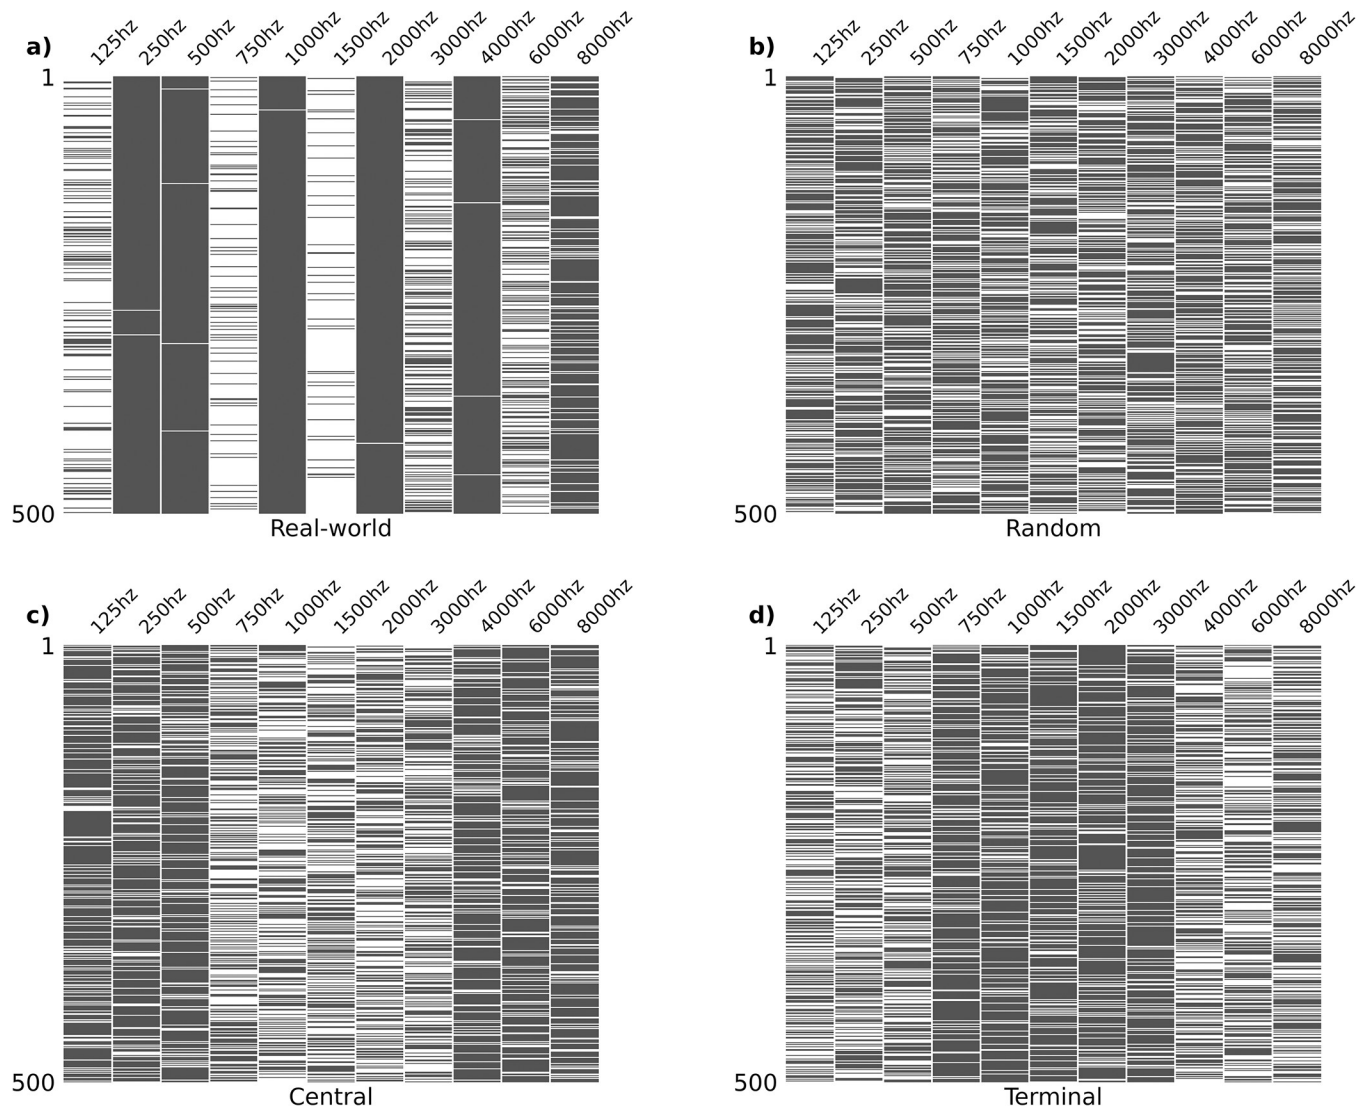 a) 125hz 250hz 500hz 750hz 1000hz 1500hz 2000hz 3000hz 4000hz 6000hz 8000hz
1
500
Real-world
b) 125hz 250hz 500hz 750hz 1000hz 1500hz 2000hz 3000hz 4000hz 6000hz 8000hz
1
500
Random
c) 125hz 250hz 500hz 750hz 1000hz 1500hz 2000hz 3000hz 4000hz 6000hz 8000hz
1
500
Central
d) 125hz 250hz 500hz 750hz 1000hz 1500hz 2000hz 3000hz 4000hz 6000hz 8000hz
1
500
Terminal